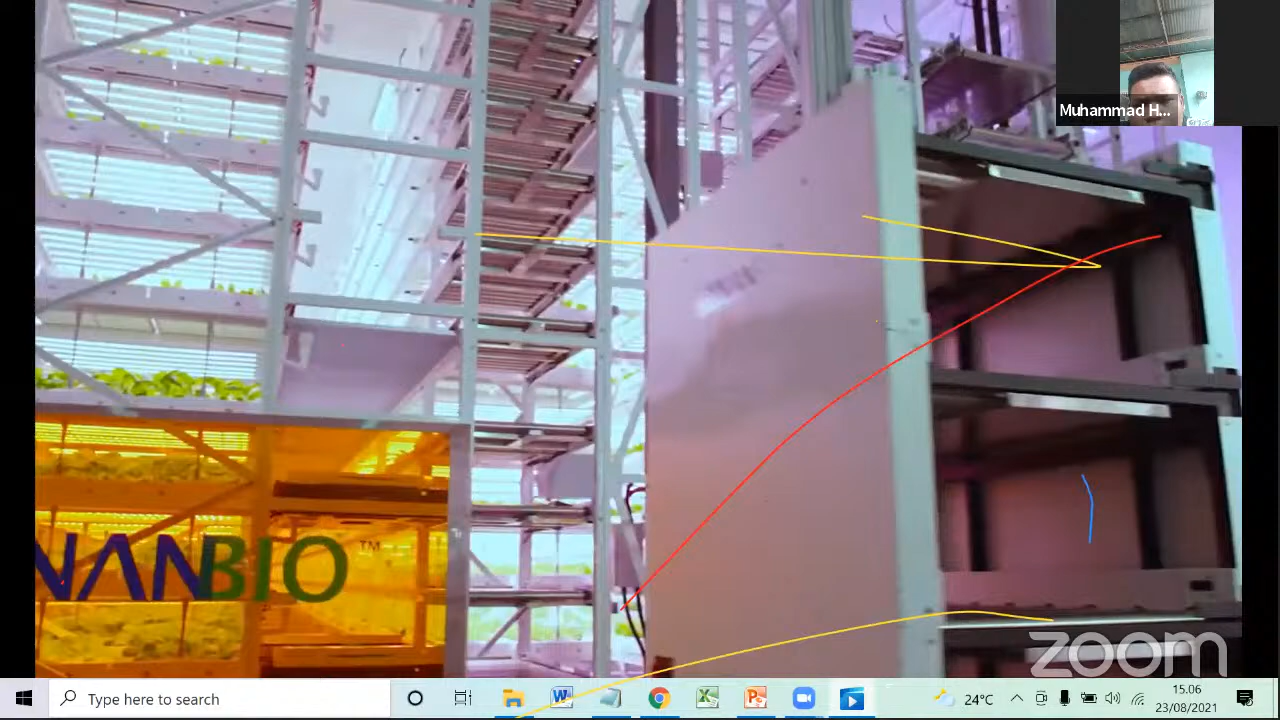 Muhammad H...
NANBIO™
zoom
Type here to search
24°C
15.06
23/08/2021